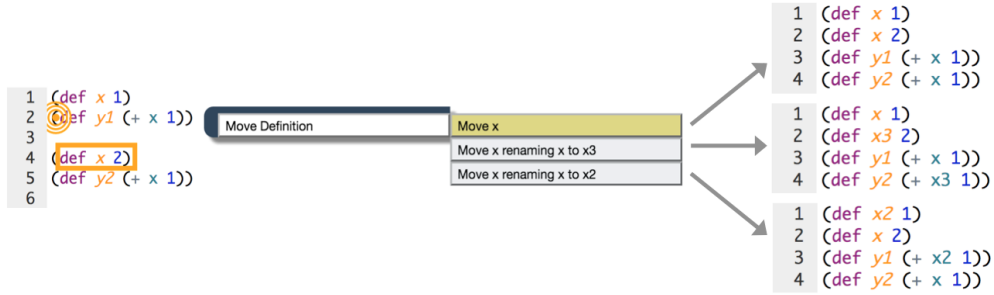 1 (def x 1)
2 (def y1 (+ x 1))
3
4 (def x 2)
5 (def y2 (+ x 1))
6
Move Definition
Move x
Move x renaming x to x3
Move x renaming x to x2
1 (def x 1)
2 (def x 2)
3 (def y1 (+ x 1))
4 (def y2 (+ x 1))
1 (def x 1)
2 (def x3 2)
3 (def y1 (+ x 1))
4 (def y2 (+ x3 1))
1 (def x2 1)
2 (def x 2)
3 (def y1 (+ x2 1))
4 (def y2 (+ x 1))